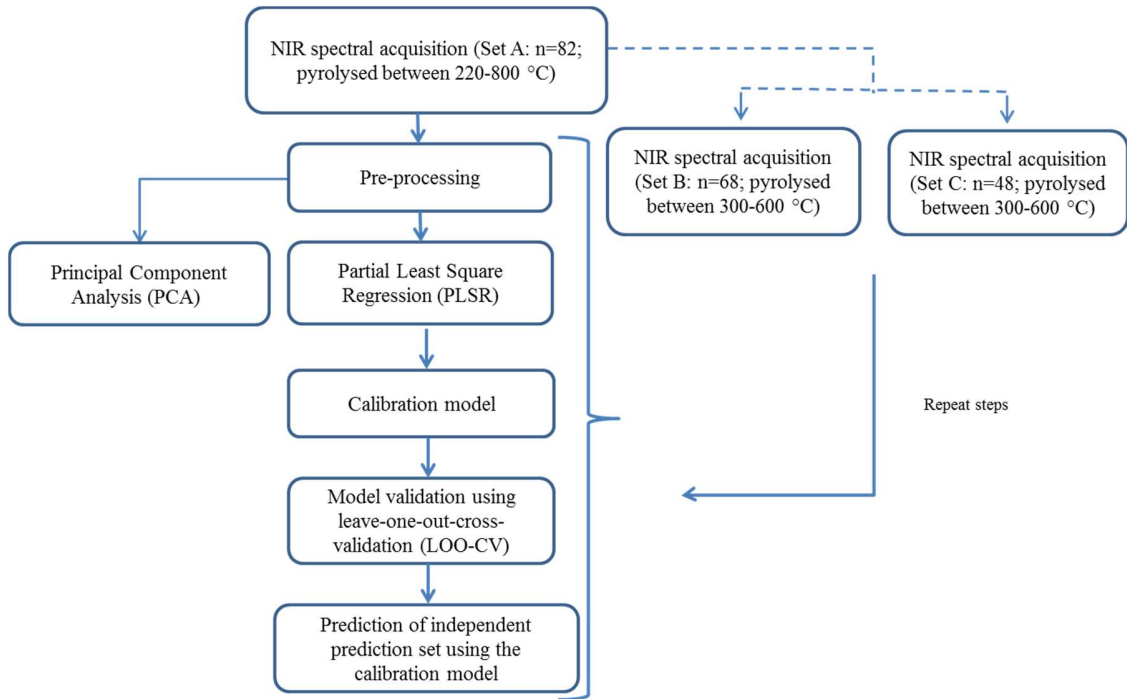 NIR spectral acquisition (Set A: n=82;
pyrolysed between 220-800 °C)
Pre-processing
Principal Component
Analysis (PCA)
Partial Least Square
Regression (PLSR)
Calibration model
Model validation using
leave-one-out-cross-
validation (LOO-CV)
Prediction of independent
prediction set using the
calibration model
NIR spectral acquisition
(Set B: n=68; pyrolysed
between 300-600 °C)
NIR spectral acquisition
(Set C: n=48; pyrolysed
between 300-600 °C)
Repeat steps